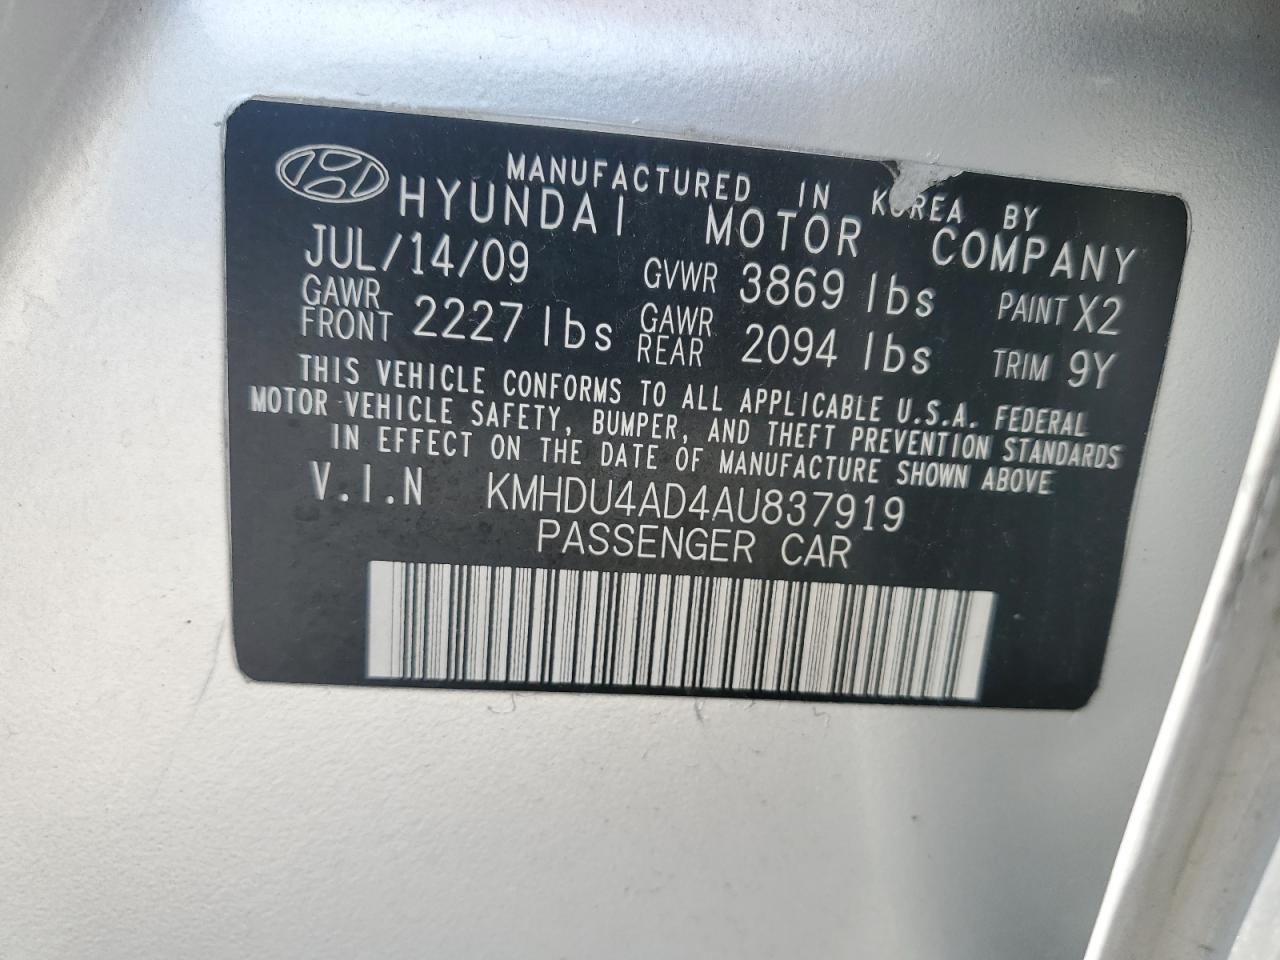 MANUFACTURED IN KOREA BY
HYUNDAI MOTOR COMPANY
JUL/14/09 GVWR 3869 lbs PAINT X2
GAWR FRONT 2227 lbs GAWR REAR 2094 lbs TRIM 9Y
THIS VEHICLE CONFORMS TO ALL APPLICABLE U.S.A. FEDERAL
MOTOR VEHICLE SAFETY, BUMPER, AND THEFT PREVENTION STANDARDS
IN EFFECT ON THE DATE OF MANUFACTURE SHOWN ABOVE
V.I.N KMHDU4AD4AU837919
PASSENGER CAR